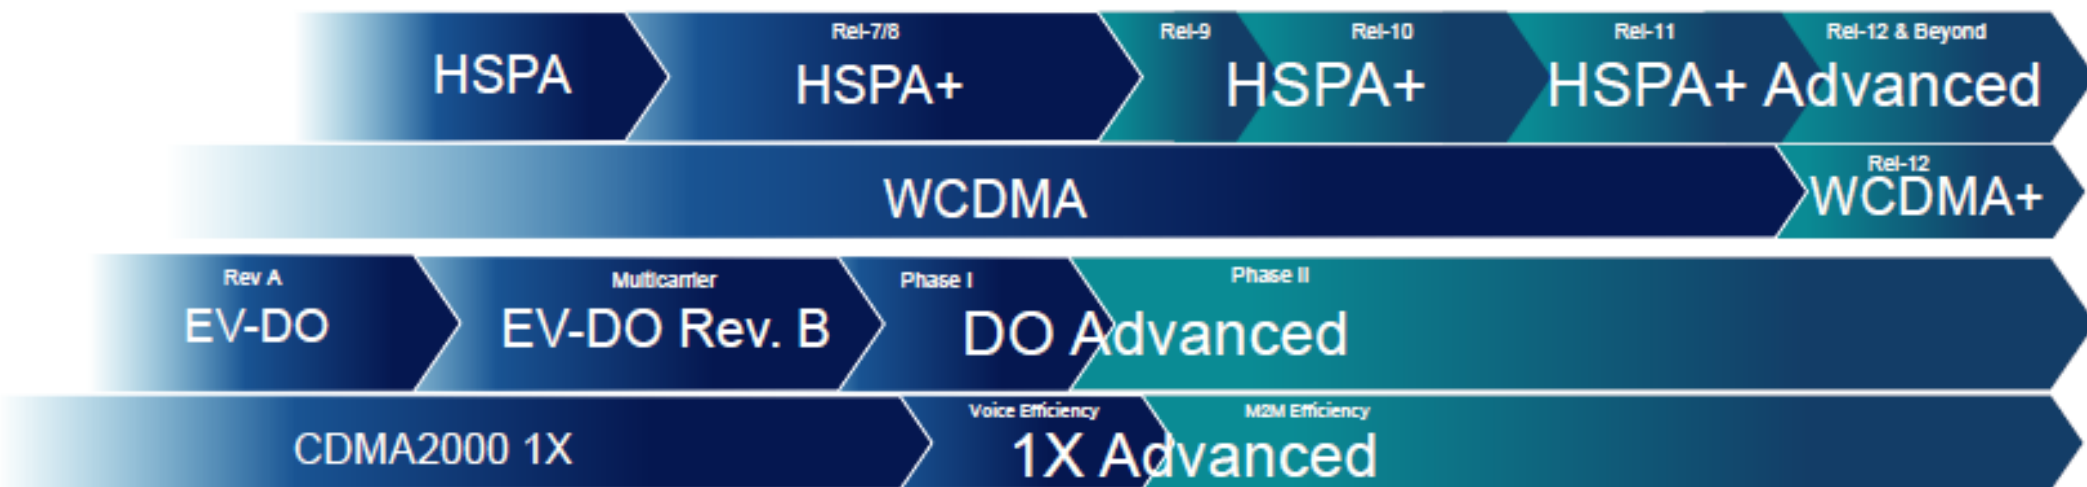 Rel-7/8 Rel-9 Rel-10 Rel-11 Rel-12 & Beyond
HSPA HSPA+ HSPA+ HSPA+ Advanced
Rel-12
WCDMA WCDMA+
Rev A Multicarrier Phase I Phase II
EV-DO EV-DO Rev. B DO Advanced
Voice Efficiency M2M Efficiency
CDMA2000 1X 1X Advanced